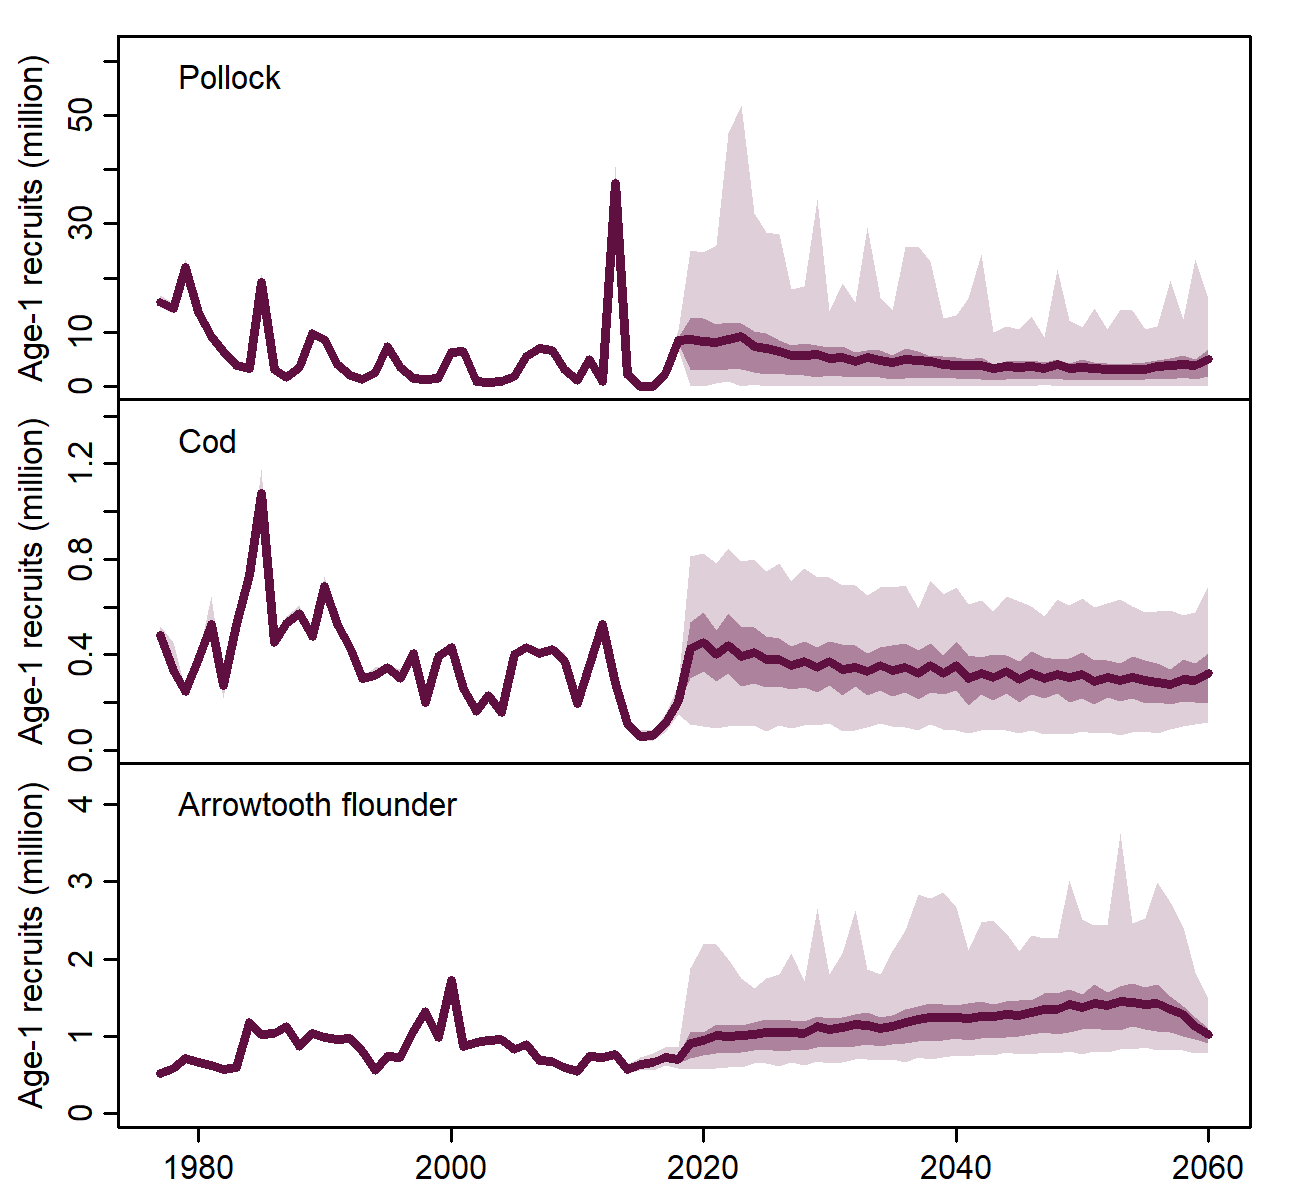 Pollock
Age-1 recruits (million)
50
30
10
0
Cod
Age-1 recruits (million)
1.2
0.8
0.4
0.0
Arrowtooth flounder
Age-1 recruits (million)
4
3
2
1
0
1980 2000 2020 2040 2060